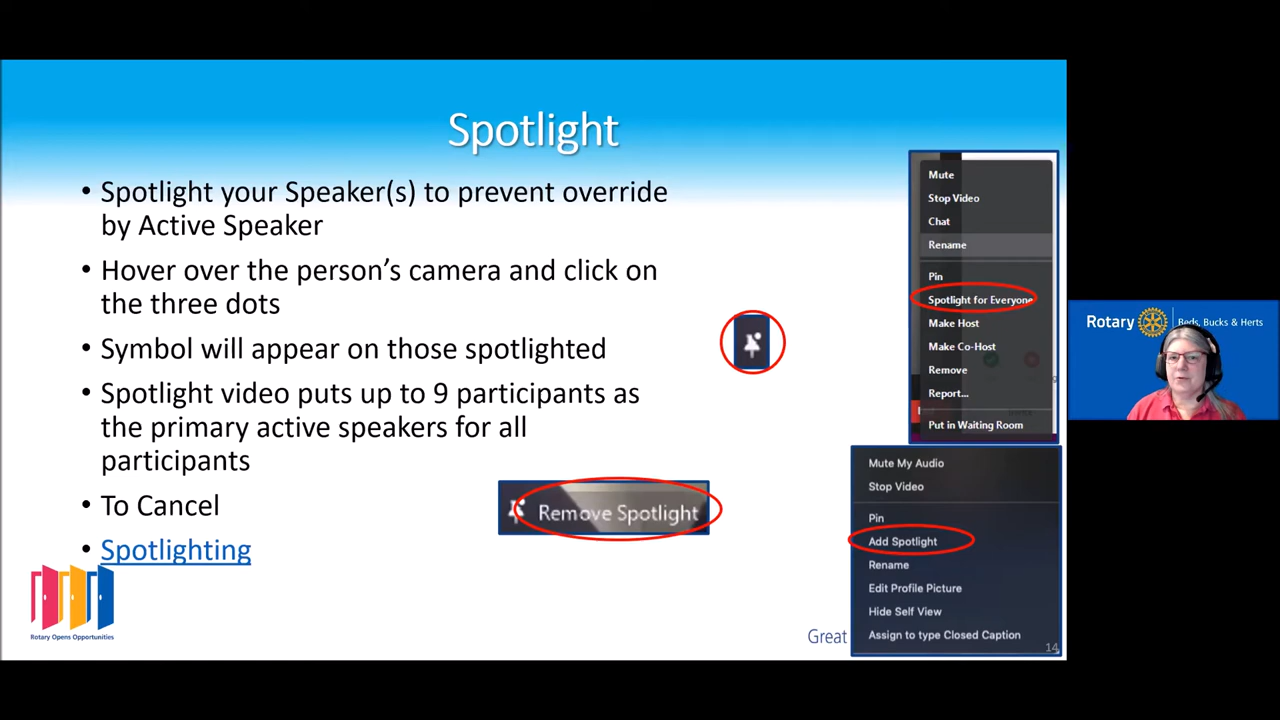 Spotlight
• Spotlight your Speaker(s) to prevent override
by Active Speaker
• Hover over the person’s camera and click on
the three dots
• Symbol will appear on those spotlighted
• Spotlight video puts up to 9 participants as
the primary active speakers for all
participants
• To Cancel
• Spotlighting
Remove Spotlight
Mute
Stop Video
Chat
Rename
Pin
Spotlight for Everyone
Make Host
Make Co-Host
Remove
Report...
Put in Waiting Room
Mute My Audio
Stop Video
Pin
Add Spotlight
Rename
Edit Profile Picture
Hide Self View
Assign to type Closed Caption
Rotary Opens Opportunities
Great
14
Rotary
Beds, Bucks & Herts